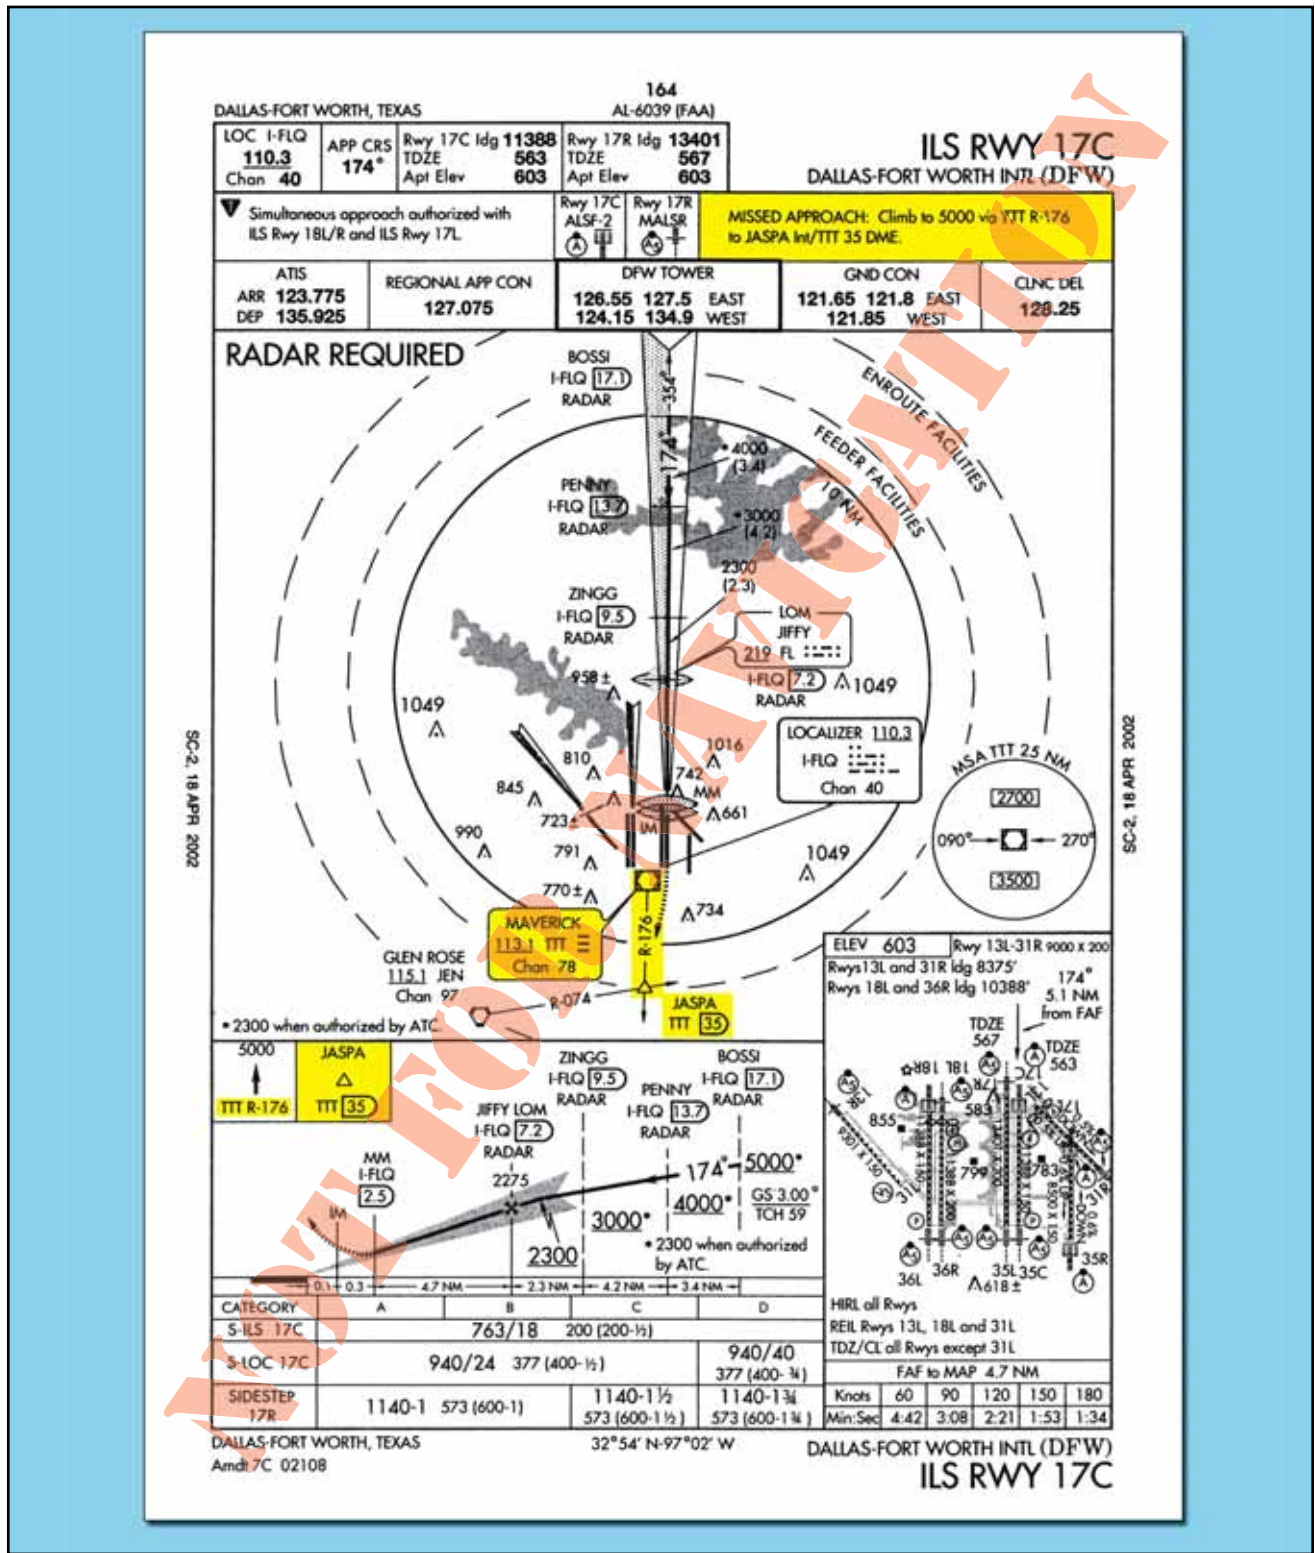 164
DALLAS-FORT WORTH, TEXAS
AL-6039 (FAA)
LOC I-FLQ
110.3
Chan 40
APP CRS
174°
Rwy 17C ldg 11388
TDZE 563
Apt Elev 603
Rwy 17R ldg 13401
TDZE 567
Apt Elev 603
ILS RWY 17C
DALLAS-FORT WORTH INTL (DFW)
Simultaneous approach authorized with
ILS Rwy 18L/R and ILS Rwy 17L.
Rwy 17C
ALSF-2
A
Rwy 17R
MALSR
A5
MISSED APPROACH: Climb to 5000 via TTT R-176
to JASPA Int/TTT 35 DME.
ATIS
ARR 123.775
DEP 135.925
REGIONAL APP CON
127.075
DFW TOWER
126.55 127.5 EAST
124.15 134.9 WEST
GND CON
121.65 121.8 EAST
121.85 WEST
CLNC DEL
128.25
RADAR REQUIRED
BOSSI
I-FLQ 17.1
RADAR
354°
174°
ENROUTE FACILITIES
FEEDER FACILITIES
10 NM
*4000
(3.4)
PENNY
I-FLQ 13.7
RADAR
*3000
(4.2)
2300
(2.3)
ZINGG
I-FLQ 9.5
RADAR
LOM
JIFFY
219 FL
I-FLQ 7.2
RADAR
958 ±
1049
1049
LOCALIZER 110.3
I-FLQ
Chan 40
1016
810
742
MM
845
661
723 ±
IM
990
791
1049
770 ±
734
MSA TTT 25 NM
2700
090°
270°
3500
SC-2, 18 APR 2002
SC-2, 18 APR 2002
MAVERICK
113.1 TTT
Chan 78
R-176
GLEN ROSE
115.1 JEN
Chan 97
R-074
JASPA
TTT 35
* 2300 when authorized by ATC.
ELEV 603
Rwy 13L-31R 9000 X 200
Rwys13L and 31R ldg 8375'
Rwys 18L and 36R ldg 10388'
174°
5.1 NM
from FAF
TDZE
567
TDZE
563
18R
18L
17R
17C
17L
855
583
799
783
9301 X 150
8500 X 150
31L
31R
36L
36R
35L
35C
35R
618 ±
HIRL all Rwys
REIL Rwys 13L, 18L and 31L
TDZ/CL all Rwys except 31L
FAF to MAP 4.7 NM
Knots 60 90 120 150 180
Min:Sec 4:42 3:08 2:21 1:53 1:34
5000
TTT R-176
JASPA
TTT 35
ZINGG
I-FLQ 9.5
RADAR
BOSSI
I-FLQ 17.1
RADAR
PENNY
I-FLQ 13.7
RADAR
JIFFY LOM
I-FLQ 7.2
RADAR
MM
I-FLQ
2.5
IM
2275
174°
5000*
4000*
3000*
2300
GS 3.00°
TCH 59
* 2300 when authorized
by ATC.
0.1
0.3
4.7 NM
2.3 NM
4.2 NM
3.4 NM
CATEGORY A B C D
S-ILS 17C 763/18 200 (200-½)
S-LOC 17C 940/24 377 (400-½) 940/40
377 (400-¾)
SIDESTEP
17R
1140-1 573 (600-1)
1140-1½
573 (600-1½)
1140-1¾
573 (600-1¾)
DALLAS-FORT WORTH, TEXAS
Amdt 7C 02108
32°54' N-97°02' W
DALLAS-FORT WORTH INTL (DFW)
ILS RWY 17C
NOT FOR NAVIGATION